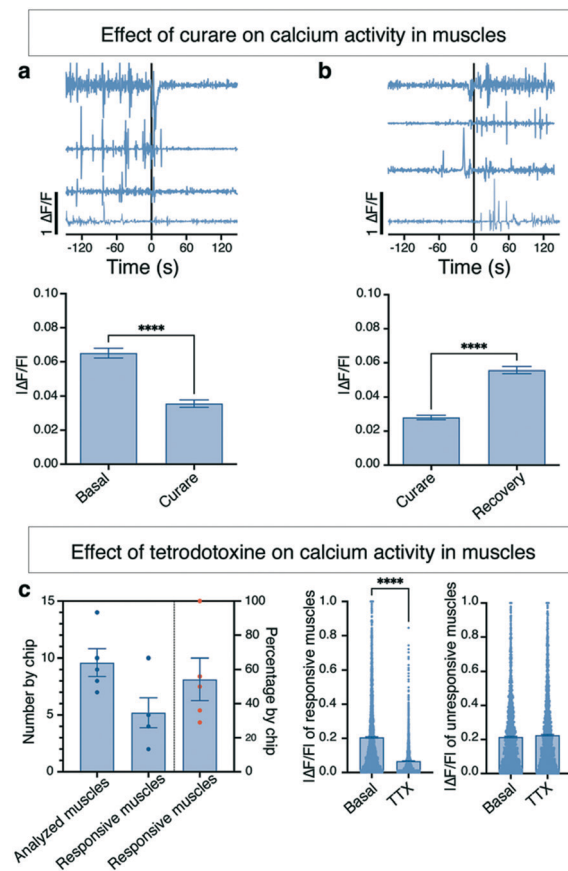 Effect of curare on calcium activity in muscles
a
b
1 ΔF/F
-120 -60 0 60 120
Time (s)
1 ΔF/F
-120 -60 0 60 120
Time (s)
|ΔF/F|
0.10
0.08
0.06
0.04
0.02
0.00
****
Basal
Curare
|ΔF/F|
0.10
0.08
0.06
0.04
0.02
0.00
****
Curare
Recovery
Effect of tetrodotoxine on calcium activity in muscles
c
Number by chip
15
10
5
0
100
80
60
40
20
0
Percentage by chip
Analyzed muscles
Responsive muscles
Responsive muscles
|ΔF/F| of responsive muscles
1.0
0.8
0.6
0.4
0.2
0.0
****
Basal
TTX
|ΔF/F| of unresponsive muscles
1.0
0.8
0.6
0.4
0.2
0.0
Basal
TTX